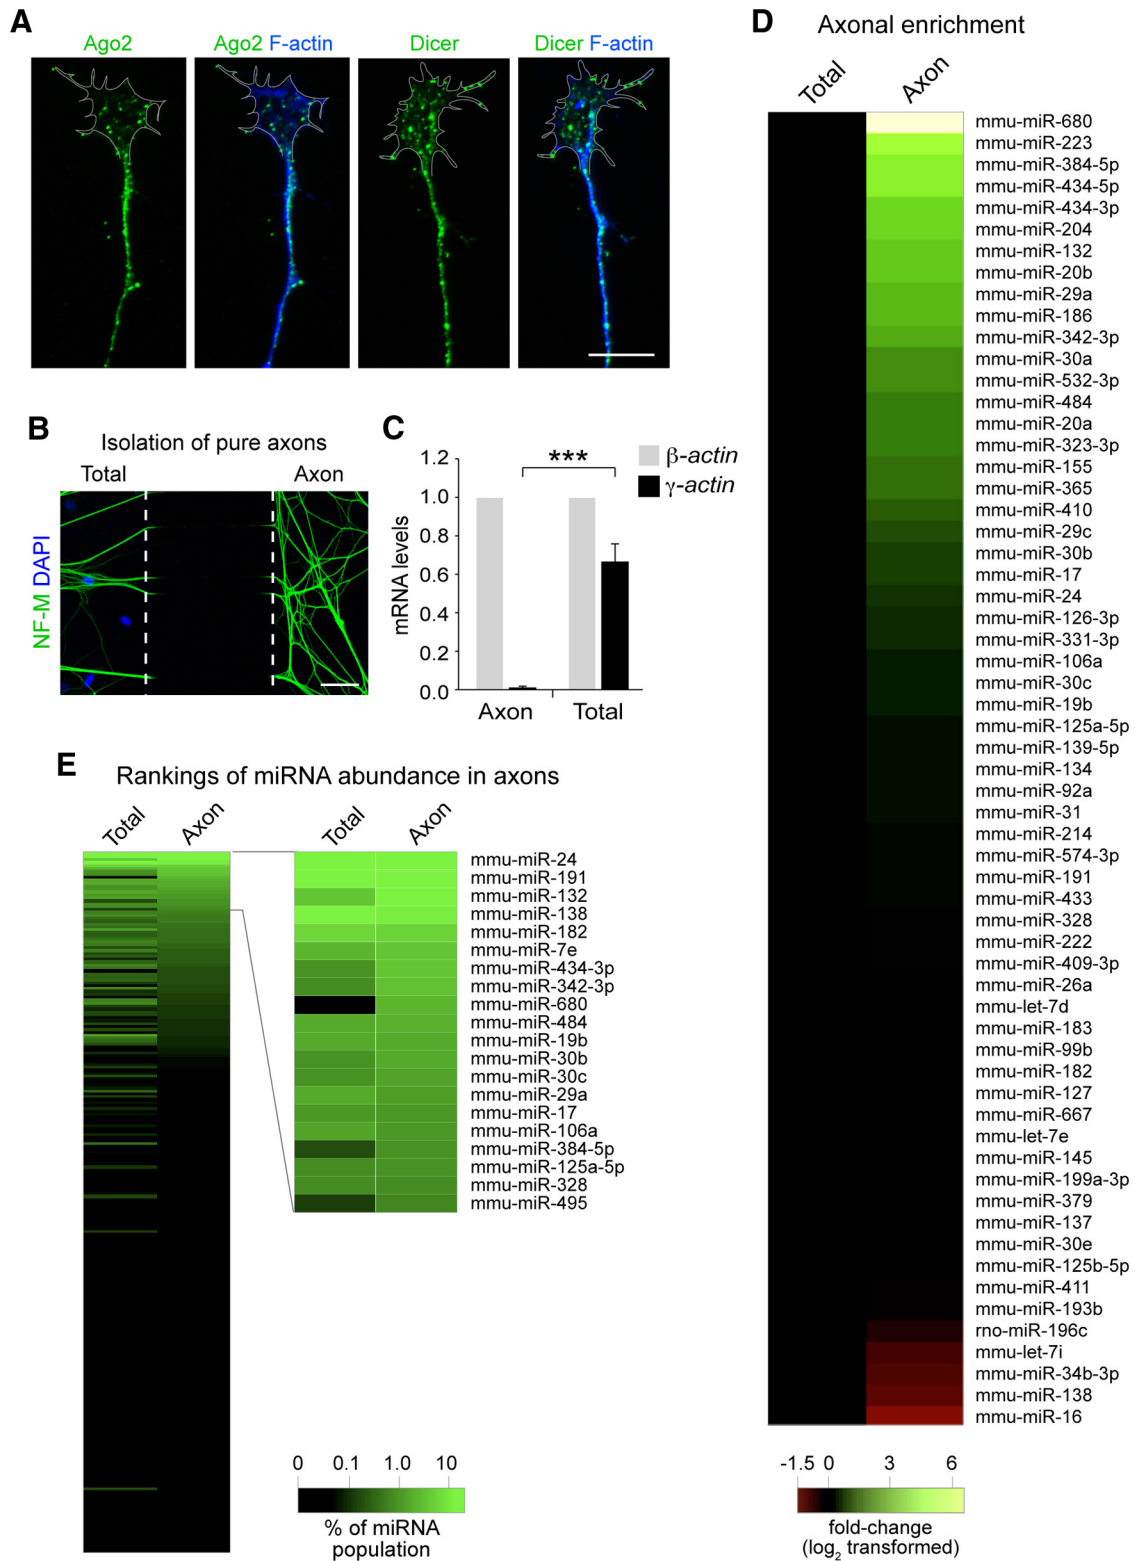 A
Ago2
Ago2 F-actin
Dicer
Dicer F-actin
B
Isolation of pure axons
Total
Axon
NF-M DAPI
C
β-actin
γ-actin
***
mRNA levels
1.2
1.0
0.8
0.6
0.4
0.2
0.0
Axon
Total
D
Axonal enrichment
Total
Axon
mmu-miR-680
mmu-miR-223
mmu-miR-384-5p
mmu-miR-434-5p
mmu-miR-434-3p
mmu-miR-204
mmu-miR-132
mmu-miR-20b
mmu-miR-29a
mmu-miR-186
mmu-miR-342-3p
mmu-miR-30a
mmu-miR-532-3p
mmu-miR-484
mmu-miR-20a
mmu-miR-323-3p
mmu-miR-155
mmu-miR-365
mmu-miR-410
mmu-miR-29c
mmu-miR-30b
mmu-miR-17
mmu-miR-24
mmu-miR-126-3p
mmu-miR-331-3p
mmu-miR-106a
mmu-miR-30c
mmu-miR-19b
mmu-miR-125a-5p
mmu-miR-139-5p
mmu-miR-134
mmu-miR-92a
mmu-miR-31
mmu-miR-214
mmu-miR-574-3p
mmu-miR-191
mmu-miR-433
mmu-miR-328
mmu-miR-222
mmu-miR-409-3p
mmu-miR-26a
mmu-let-7d
mmu-miR-183
mmu-miR-99b
mmu-miR-182
mmu-miR-127
mmu-miR-667
mmu-let-7e
mmu-miR-145
mmu-miR-199a-3p
mmu-miR-379
mmu-miR-137
mmu-miR-30e
mmu-miR-125b-5p
mmu-miR-411
mmu-miR-193b
rno-miR-196c
mmu-let-7i
mmu-miR-34b-3p
mmu-miR-138
mmu-miR-16
-1.5 0 3 6
fold-change
(log2 transformed)
E
Rankings of miRNA abundance in axons
Total
Axon
Total
Axon
mmu-miR-24
mmu-miR-191
mmu-miR-132
mmu-miR-138
mmu-miR-182
mmu-miR-7e
mmu-miR-434-3p
mmu-miR-342-3p
mmu-miR-680
mmu-miR-484
mmu-miR-19b
mmu-miR-30b
mmu-miR-30c
mmu-miR-29a
mmu-miR-17
mmu-miR-106a
mmu-miR-384-5p
mmu-miR-125a-5p
mmu-miR-328
mmu-miR-495
0 0.1 1.0 10
% of miRNA
population